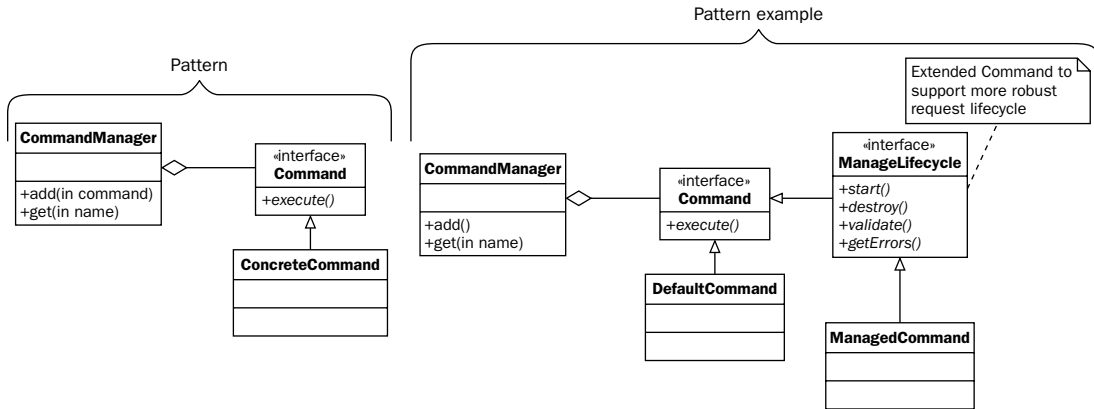 Pattern
CommandManager
+add(in command)
+get(in name)
«interface»
Command
+execute()
ConcreteCommand
Pattern example
Extended Command to
support more robust
request lifecycle
CommandManager
+add()
+get(in name)
«interface»
Command
+execute()
«interface»
ManageLifecycle
+start()
+destroy()
+validate()
+getErrors()
DefaultCommand
ManagedCommand